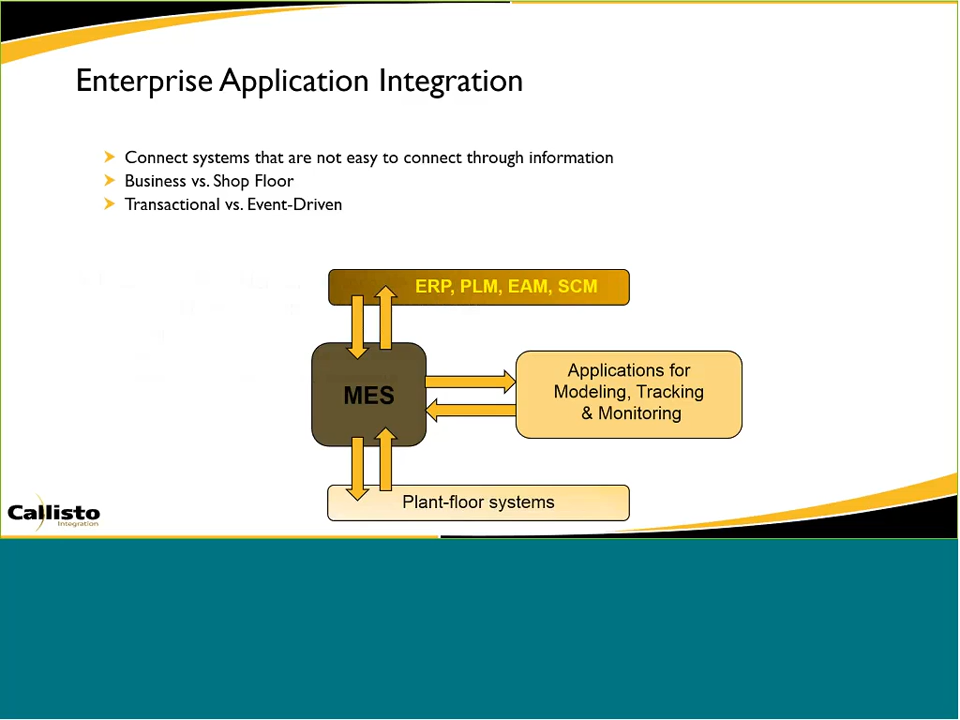 Enterprise Application Integration
Connect systems that are not easy to connect through information
Business vs. Shop Floor
Transactional vs. Event-Driven
ERP, PLM, EAM, SCM
MES
Applications for
Modeling, Tracking
& Monitoring
Plant-floor systems
Callisto
Integration